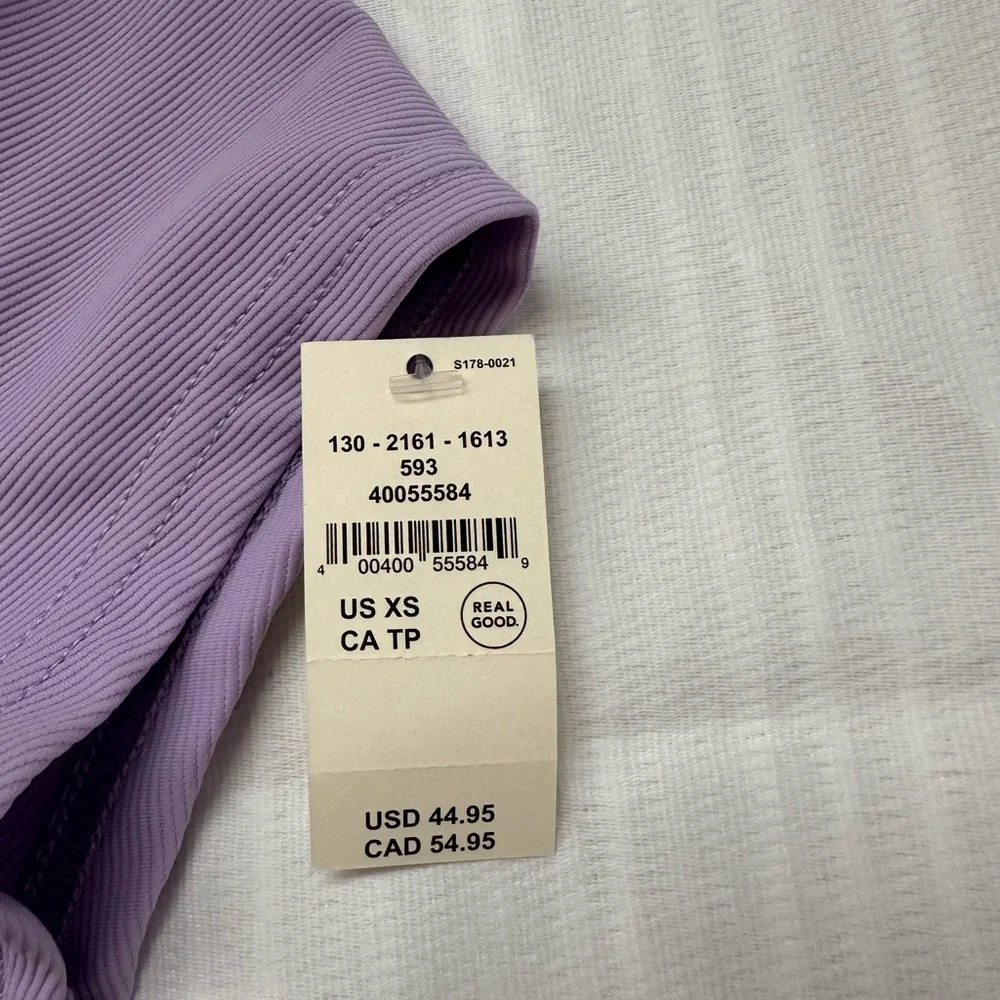 S178-0021
130 - 2161 - 1613
593
40055584
4 00400 55584 9
US XS
CA TP
REAL
GOOD.
USD 44.95
CAD 54.95